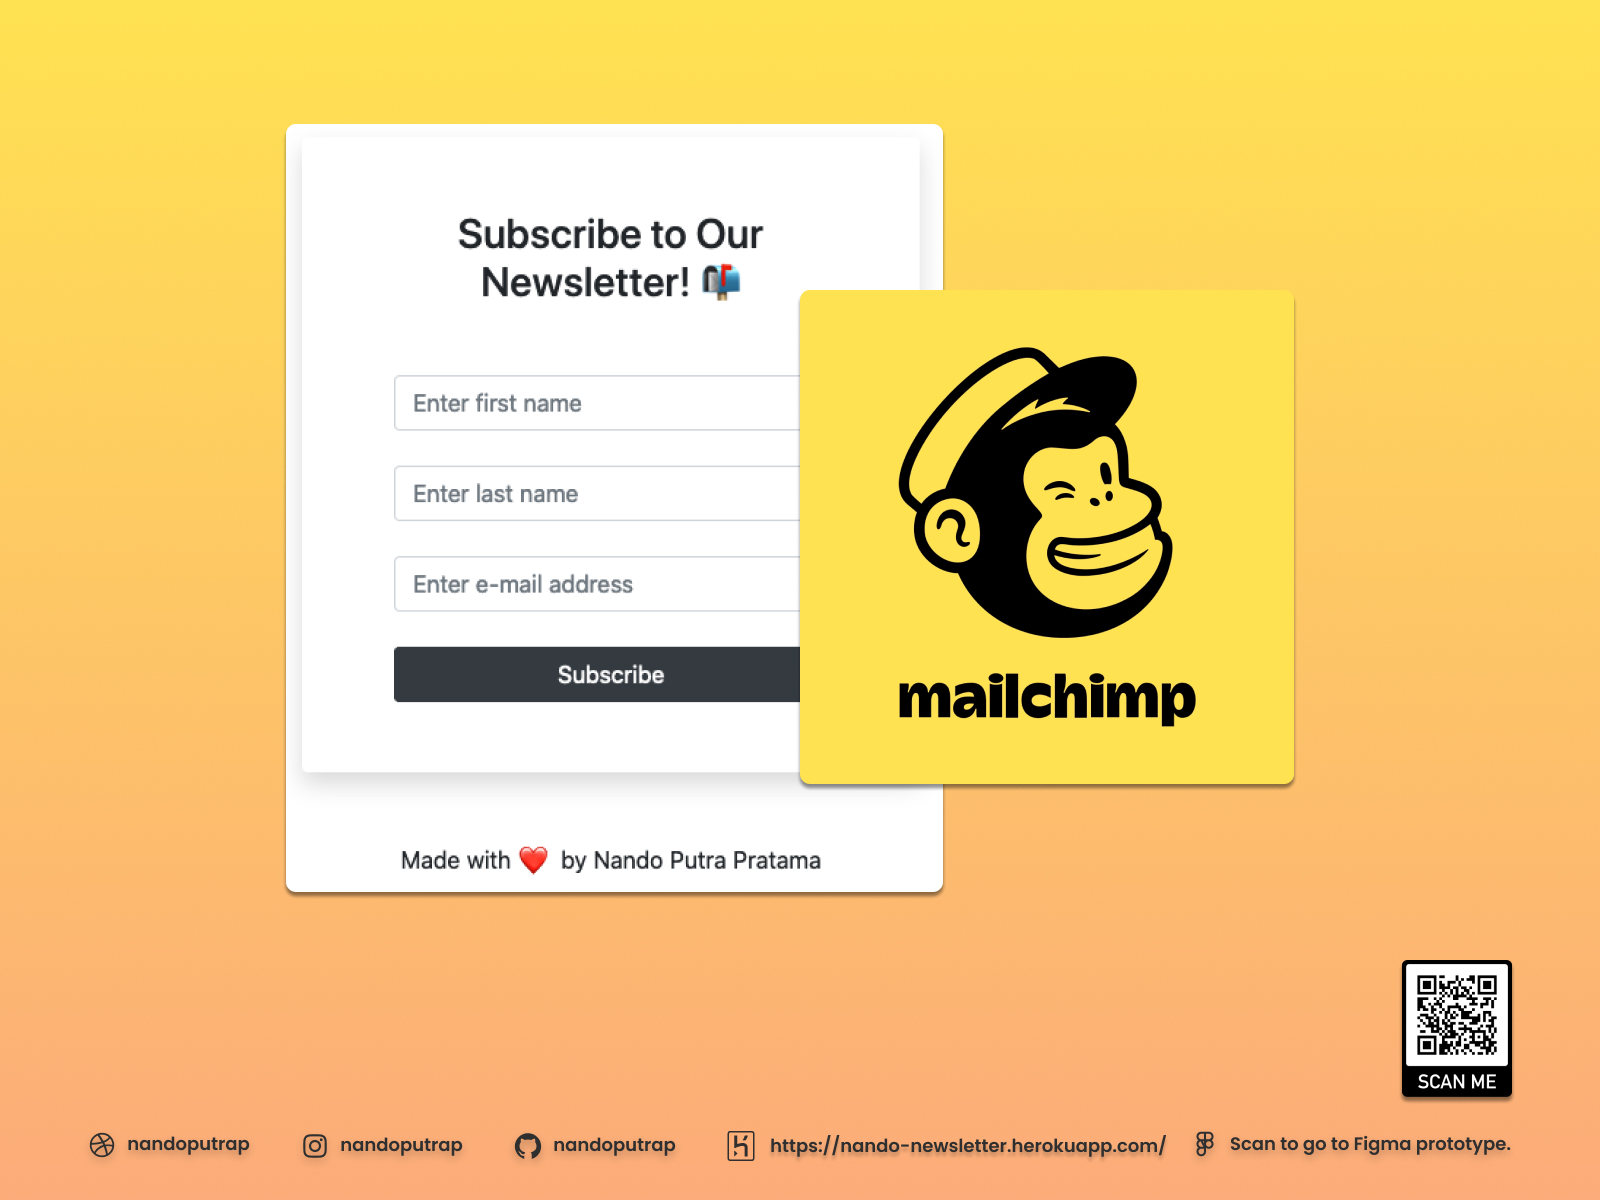 Subscribe to Our
Newsletter! 📬
Enter first name
Enter last name
Enter e-mail address
Subscribe
mailchimp
Made with ❤️ by Nando Putra Pratama
SCAN ME
nandoputrap
nandoputrap
nandoputrap
https://nando-newsletter.herokuapp.com/
Scan to go to Figma prototype.